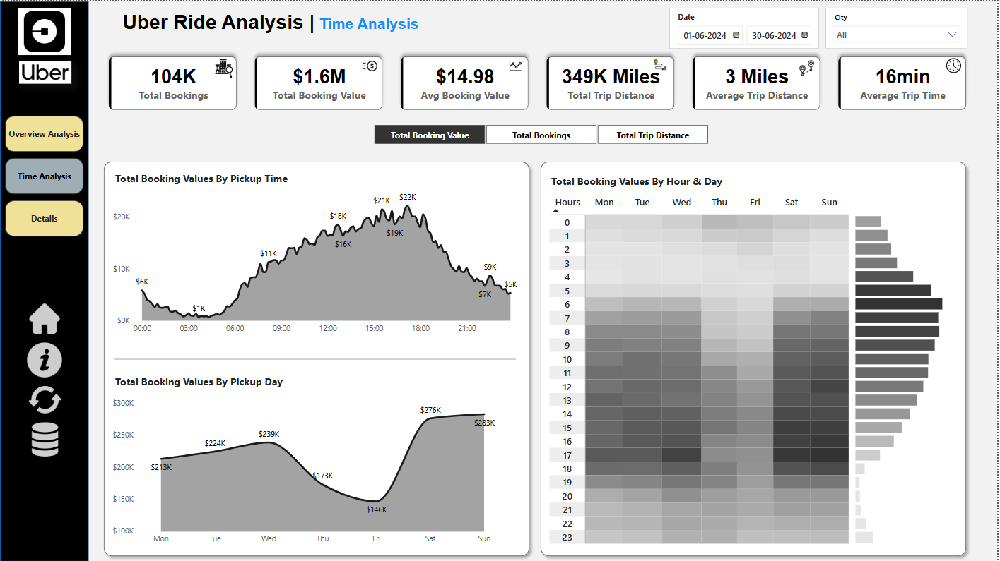 Uber
Uber Ride Analysis | Time Analysis
Date
01-06-2024 30-06-2024
City
All
104K
Total Bookings
$1.6M
Total Booking Value
$14.98
Avg Booking Value
349K Miles
Total Trip Distance
3 Miles
Average Trip Distance
16min
Average Trip Time
Overview Analysis
Time Analysis
Details
Total Booking Value Total Bookings Total Trip Distance
Total Booking Values By Pickup Time
$20K
$10K
$0K
$6K
$1K
$11K
$18K
$16K
$21K
$19K
$22K
$9K
$7K
$5K
00:00 03:00 06:00 09:00 12:00 15:00 18:00 21:00
Total Booking Values By Pickup Day
$300K
$250K
$200K
$150K
$100K
$213K
$224K
$239K
$173K
$146K
$276K
$283K
Mon Tue Wed Thu Fri Sat Sun
Total Booking Values By Hour & Day
Hours Mon Tue Wed Thu Fri Sat Sun
0
1
2
3
4
5
6
7
8
9
10
11
12
13
14
15
16
17
18
19
20
21
22
23